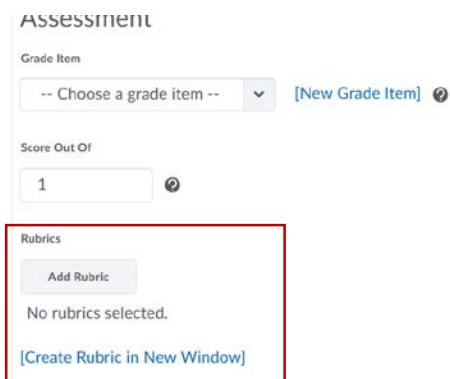 Assessment
Grade Item
-- Choose a grade item --
[New Grade Item]
Score Out Of
1
Rubrics
Add Rubric
No rubrics selected.
[Create Rubric in New Window]